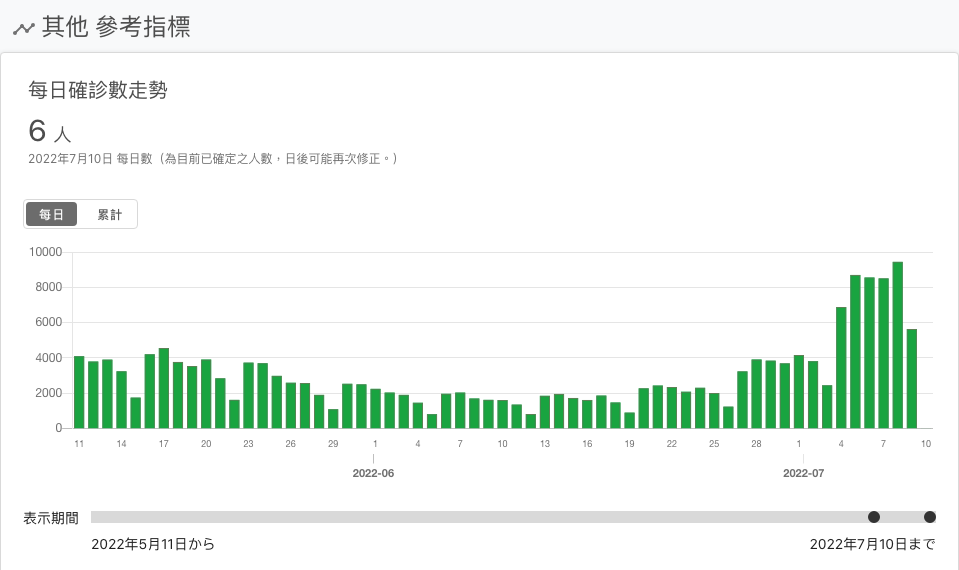 其他 參考指標
每日確診數走勢
6 人
2022年7月10日 每日數（為目前已確定之人數，日後可能再次修正。）
每日 累計
10000
8000
6000
4000
2000
0
11 14 17 20 23 26 29 1 4 7 10 13 16 19 22 25 28 1 4 7 10
2022-06 2022-07
表示期間
2022年5月11日から 2022年7月10日まで